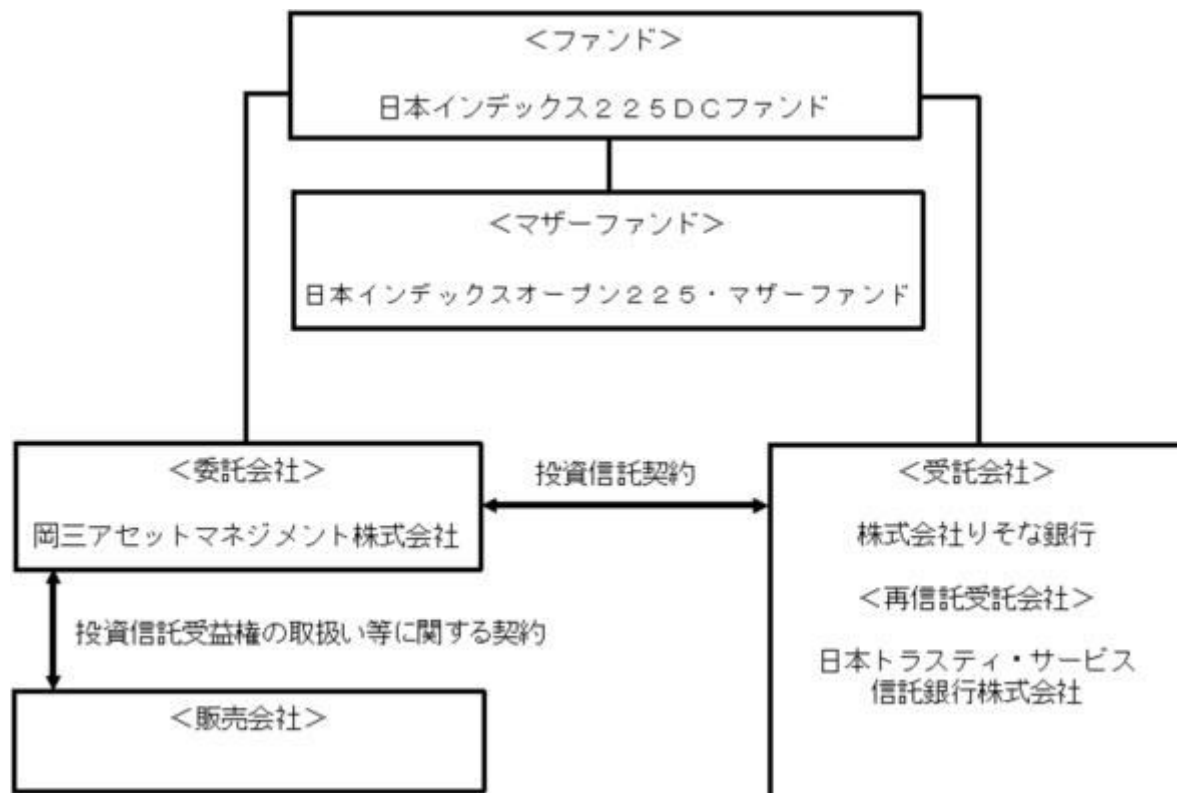 ＜ファンド＞
日本インデックス２２５ＤＣファンド
＜マザーファンド＞
日本インデックスオープン２２５・マザーファンド
＜委託会社＞
岡三アセットマネジメント株式会社
投資信託契約
＜受託会社＞
株式会社りそな銀行
＜再信託受託会社＞
日本トラスティ・サービス
信託銀行株式会社
投資信託受益権の取扱い等に関する契約
＜販売会社＞